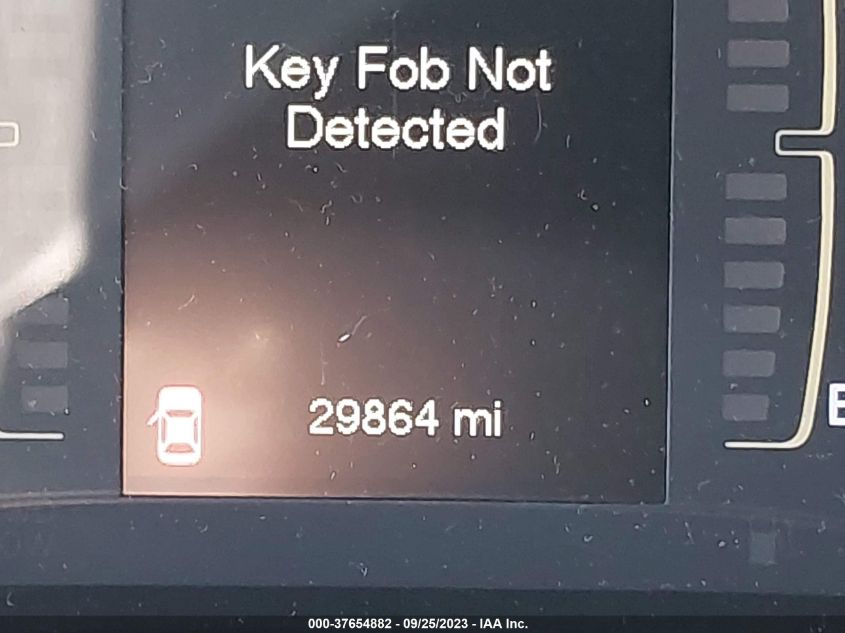 Key Fob Not
Detected
29864 mi
E
000-37654882 - 09/25/2023 - IAA Inc.